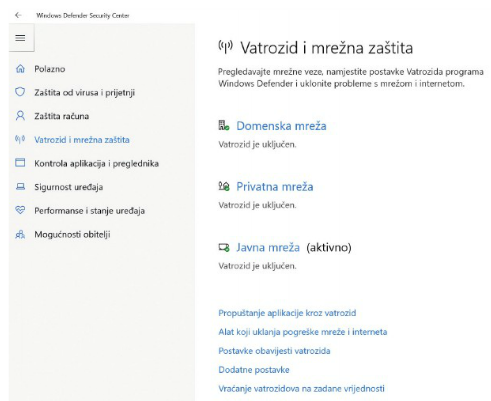 Windows Defender Security Center
Polazno
Zaštita od virusa i prijetnji
Zaštita računa
Vatrozid i mrežna zaštita
Kontrola aplikacija i preglednika
Sigurnost uređaja
Performanse i stanje uređaja
Mogućnosti obitelji
Vatrozid i mrežna zaštita
Pregledavajte mrežne veze, namjestite postavke Vatrozida programa
Windows Defender i uklonite probleme s mrežom i internetom.
Domenska mreža
Vatrozid je uključen.
Privatna mreža
Vatrozid je uključen.
Javna mreža (aktivno)
Vatrozid je uključen.
Propuštanje aplikacije kroz vatrozid
Alat koji uklanja pogreške mreže i interneta
Postavke obavijesti vatrozida
Dodatne postavke
Vraćanje vatrozidova na zadane vrijednosti